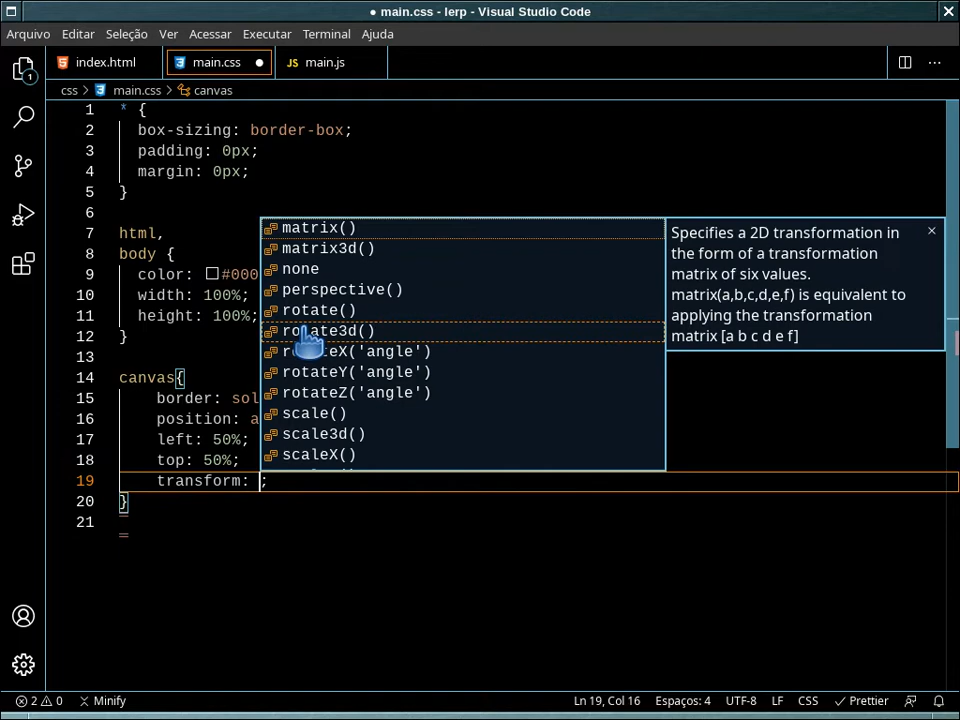 ● main.css - lerp - Visual Studio Code
Arquivo Editar Seleção Ver Acessar Executar Terminal Ajuda
index.html main.css ● JS main.js ...
css > main.css > canvas
1 * {
2 box-sizing: border-box;
3 padding: 0px;
4 margin: 0px;
5 }
6
7 html,
8 body {
9 color: #000
10 width: 100%;
11 height: 100%;
12 }
13
14 canvas{
15 border: sol
16 position: a
17 left: 50%;
18 top: 50%;
19 transform: ;
20 }
21
matrix()
matrix3d()
none
perspective()
rotate()
rotate3d()
rotateX('angle')
rotateY('angle')
rotateZ('angle')
scale()
scale3d()
scaleX()
Specifies a 2D transformation in
the form of a transformation
matrix of six values.
matrix(a,b,c,d,e,f) is equivalent to
applying the transformation
matrix [a b c d e f]
1
2 0 Minify Ln 19, Col 16 Espaços: 4 UTF-8 LF CSS Prettier